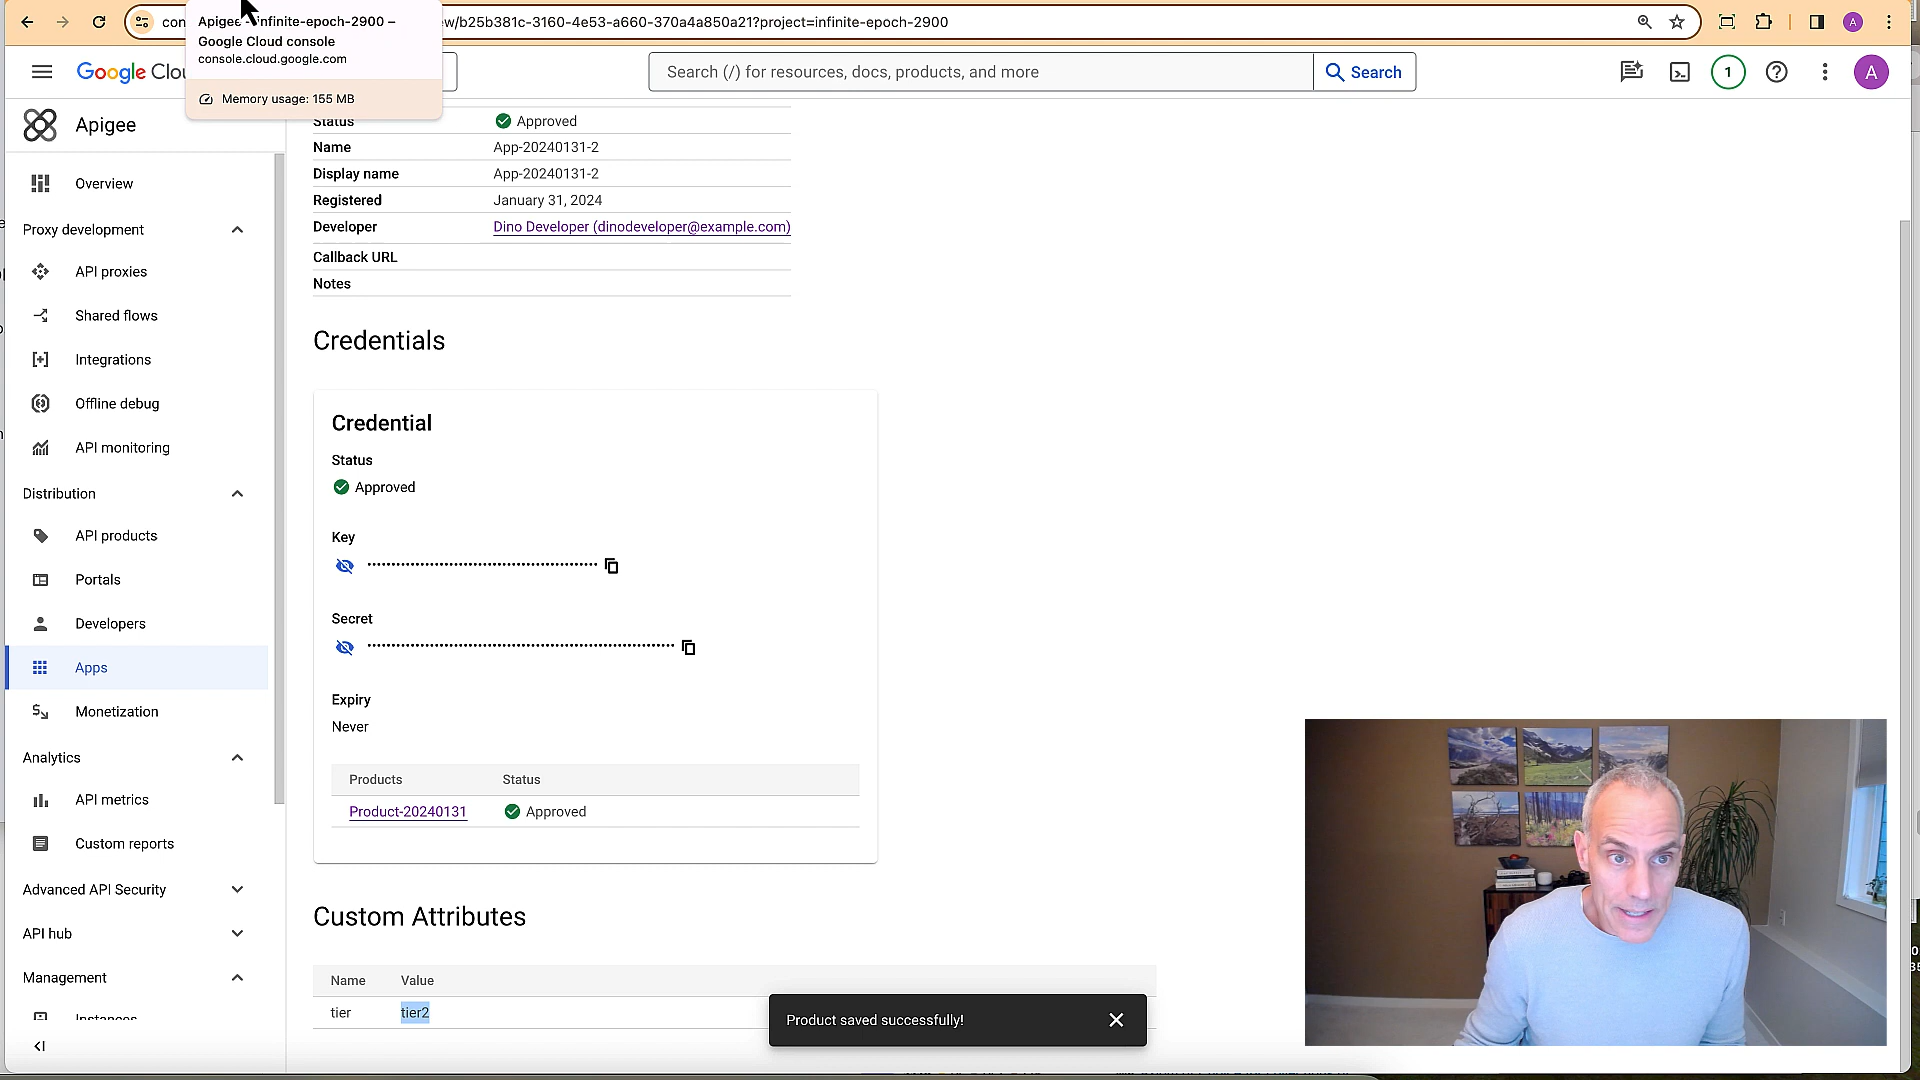 con
ew/b25b381c-3160-4e53-a660-370a4a850a21?project=infinite-epoch-2900
A
Apigee - infinite-epoch-2900 –
Google Cloud console
console.cloud.google.com
Memory usage: 155 MB
Google Clou
Search (/) for resources, docs, products, and more
Search
1
A
Apigee
Overview
Proxy development
API proxies
Shared flows
Integrations
Offline debug
API monitoring
Distribution
API products
Portals
Developers
Apps
Monetization
Analytics
API metrics
Custom reports
Advanced API Security
API hub
Management
Instances
Status Approved
Name App-20240131-2
Display name App-20240131-2
Registered January 31, 2024
Developer Dino Developer (dinodeveloper@example.com)
Callback URL
Notes
Credentials
Credential
Status
Approved
Key
Secret
Expiry
Never
Products Status
Product-20240131 Approved
Custom Attributes
Name Value
tier tier2
Product saved successfully!